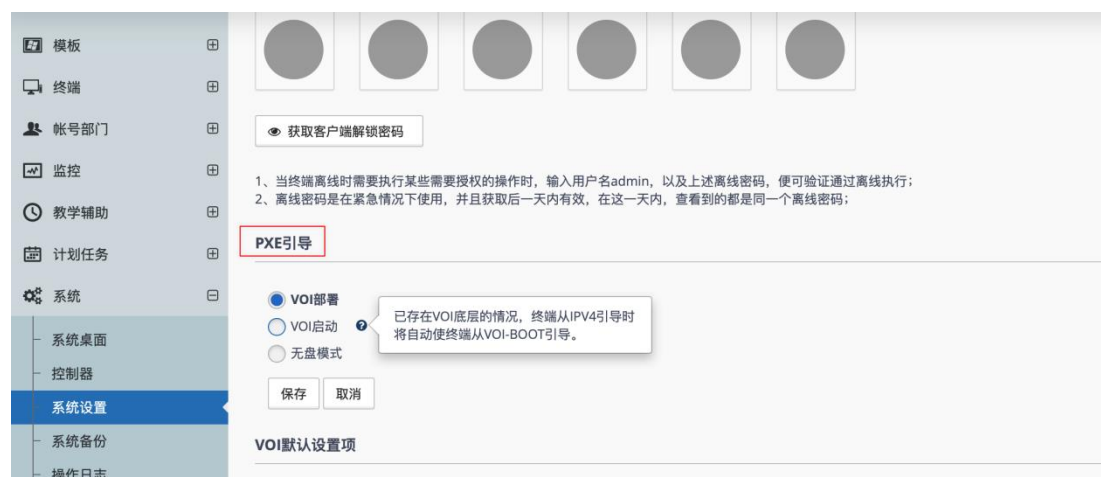 模板
终端
帐号部门
监控
教学辅助
计划任务
系统
系统桌面
控制器
系统设置
系统备份
操作日志
获取客户端解锁密码
1、当终端离线时需要执行某些需要授权的操作时，输入用户名admin，以及上述离线密码，便可验证通过离线执行；
2、离线密码是在紧急情况下使用，并且获取后一天内有效，在这一天内，查看到的都是同一个离线密码；
PXE引导
VOI部署
VOI启动
已存在VOI底层的情况，终端从IPV4引导时
将自动使终端从VOI-BOOT引导。
无盘模式
保存 取消
VOI默认设置项